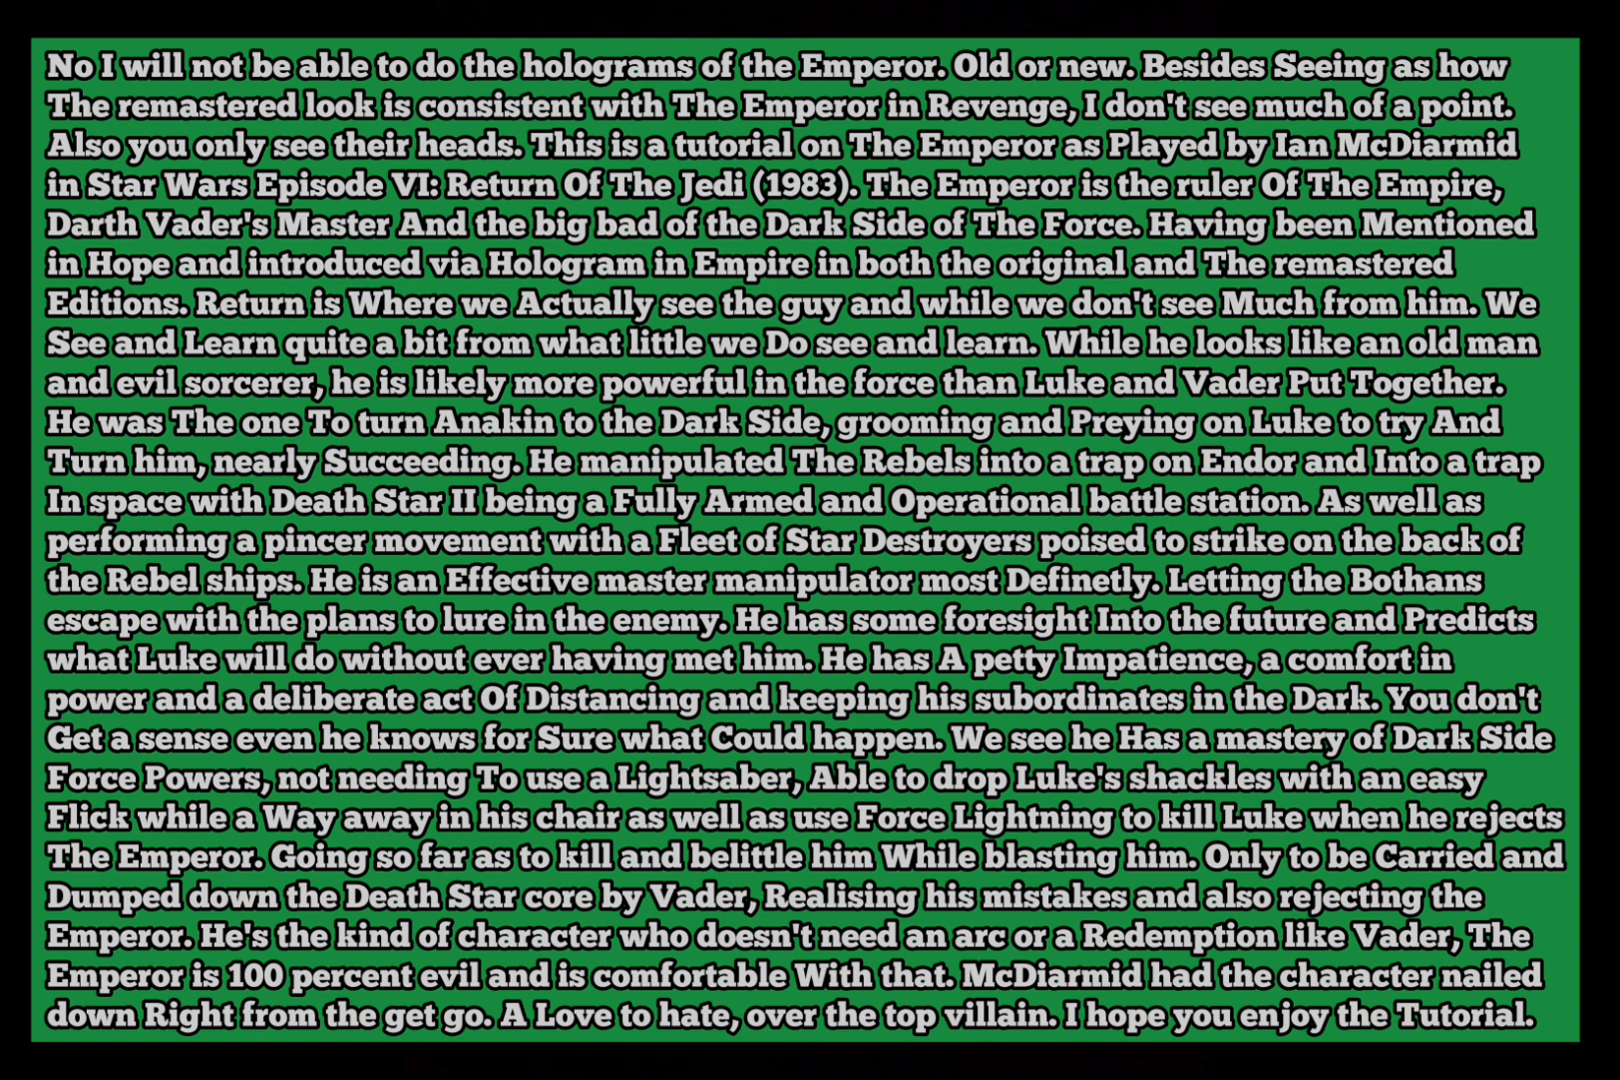 No I will not be able to do the holograms of the Emperor. Old or new. Besides Seeing as how
The remastered look is consistent with The Emperor in Revenge, I don't see much of a point.
Also you only see their heads. This is a tutorial on The Emperor as Played by Ian McDiarmid
in Star Wars Episode VI: Return Of The Jedi (1983). The Emperor is the ruler Of The Empire,
Darth Vader's Master And the big bad of the Dark Side of The Force. Having been Mentioned
in Hope and introduced via Hologram in Empire in both the original and The remastered
Editions. Return is Where we Actually see the guy and while we don't see Much from him. We
See and Learn quite a bit from what little we Do see and learn. While he looks like an old man
and evil sorcerer, he is likely more powerful in the force than Luke and Vader Put Together.
He was The one To turn Anakin to the Dark Side, grooming and Preying on Luke to try And
Turn him, nearly Succeeding. He manipulated The Rebels into a trap on Endor and Into a trap
In space with Death Star II being a Fully Armed and Operational battle station. As well as
performing a pincer movement with a Fleet of Star Destroyers poised to strike on the back of
the Rebel ships. He is an Effective master manipulator most Definetly. Letting the Bothans
escape with the plans to lure in the enemy. He has some foresight Into the future and Predicts
what Luke will do without ever having met him. He has A petty Impatience, a comfort in
power and a deliberate act Of Distancing and keeping his subordinates in the Dark. You don't
Get a sense even he knows for Sure what Could happen. We see he Has a mastery of Dark Side
Force Powers, not needing To use a Lightsaber, Able to drop Luke's shackles with an easy
Flick while a Way away in his chair as well as use Force Lightning to kill Luke when he rejects
The Emperor. Going so far as to kill and belittle him While blasting him. Only to be Carried and
Dumped down the Death Star core by Vader, Realising his mistakes and also rejecting the
Emperor. He's the kind of character who doesn't need an arc or a Redemption like Vader, The
Emperor is 100 percent evil and is comfortable With that. McDiarmid had the character nailed
down Right from the get go. A Love to hate, over the top villain. I hope you enjoy the Tutorial.